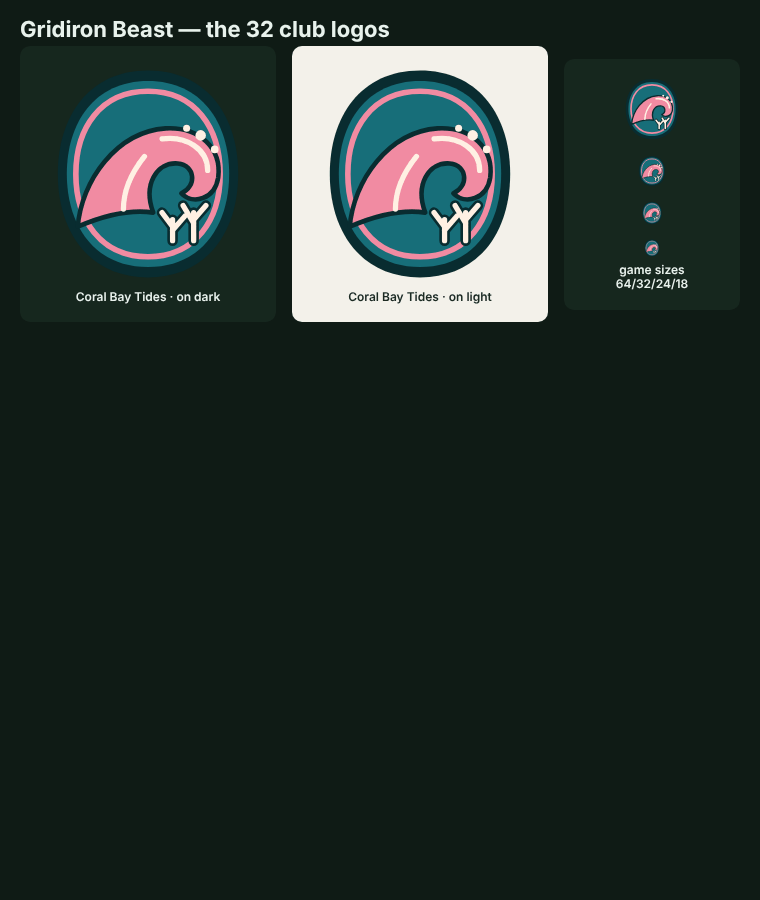 Gridiron Beast — the 32 club logos
Coral Bay Tides · on dark
Coral Bay Tides · on light
game sizes
64/32/24/18